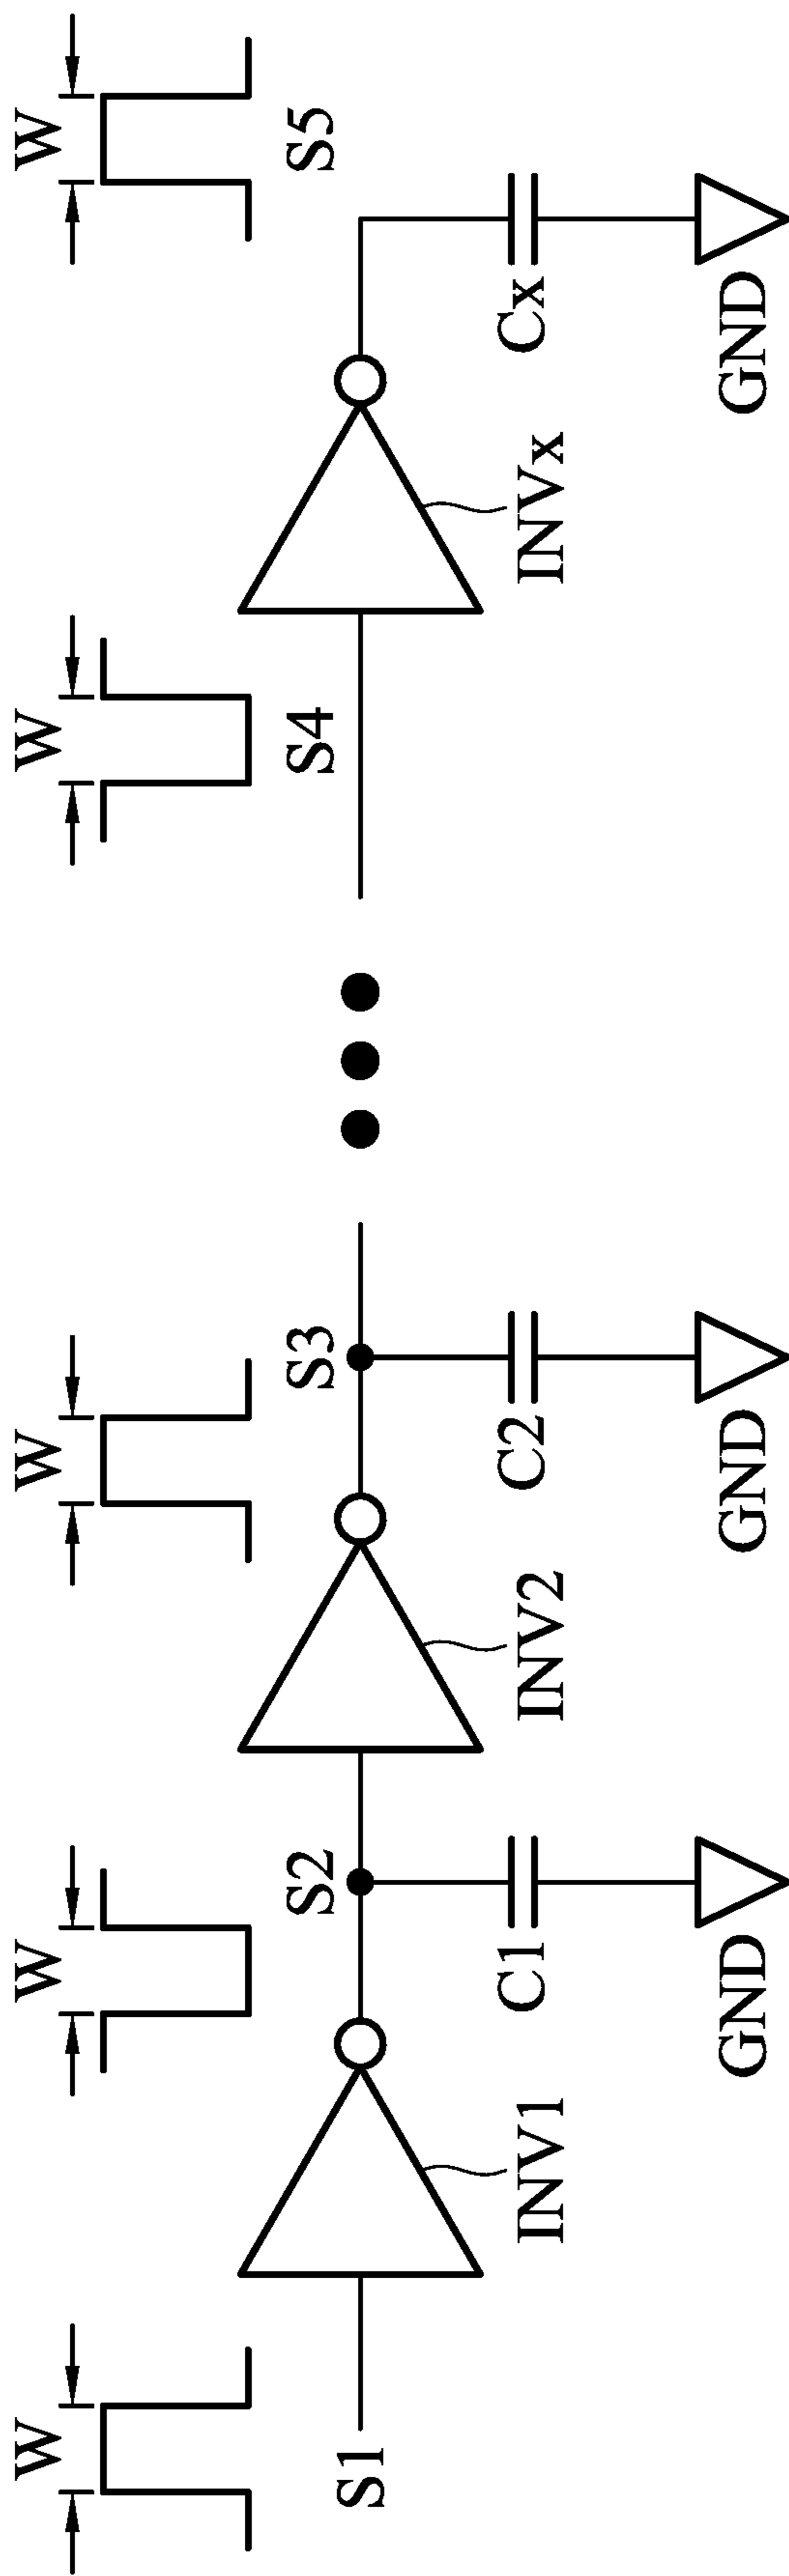 W W W W W
S1 S2 S3 S4 S5
INV1 INV2 INVx
C1 C2 Cx
GND GND GND